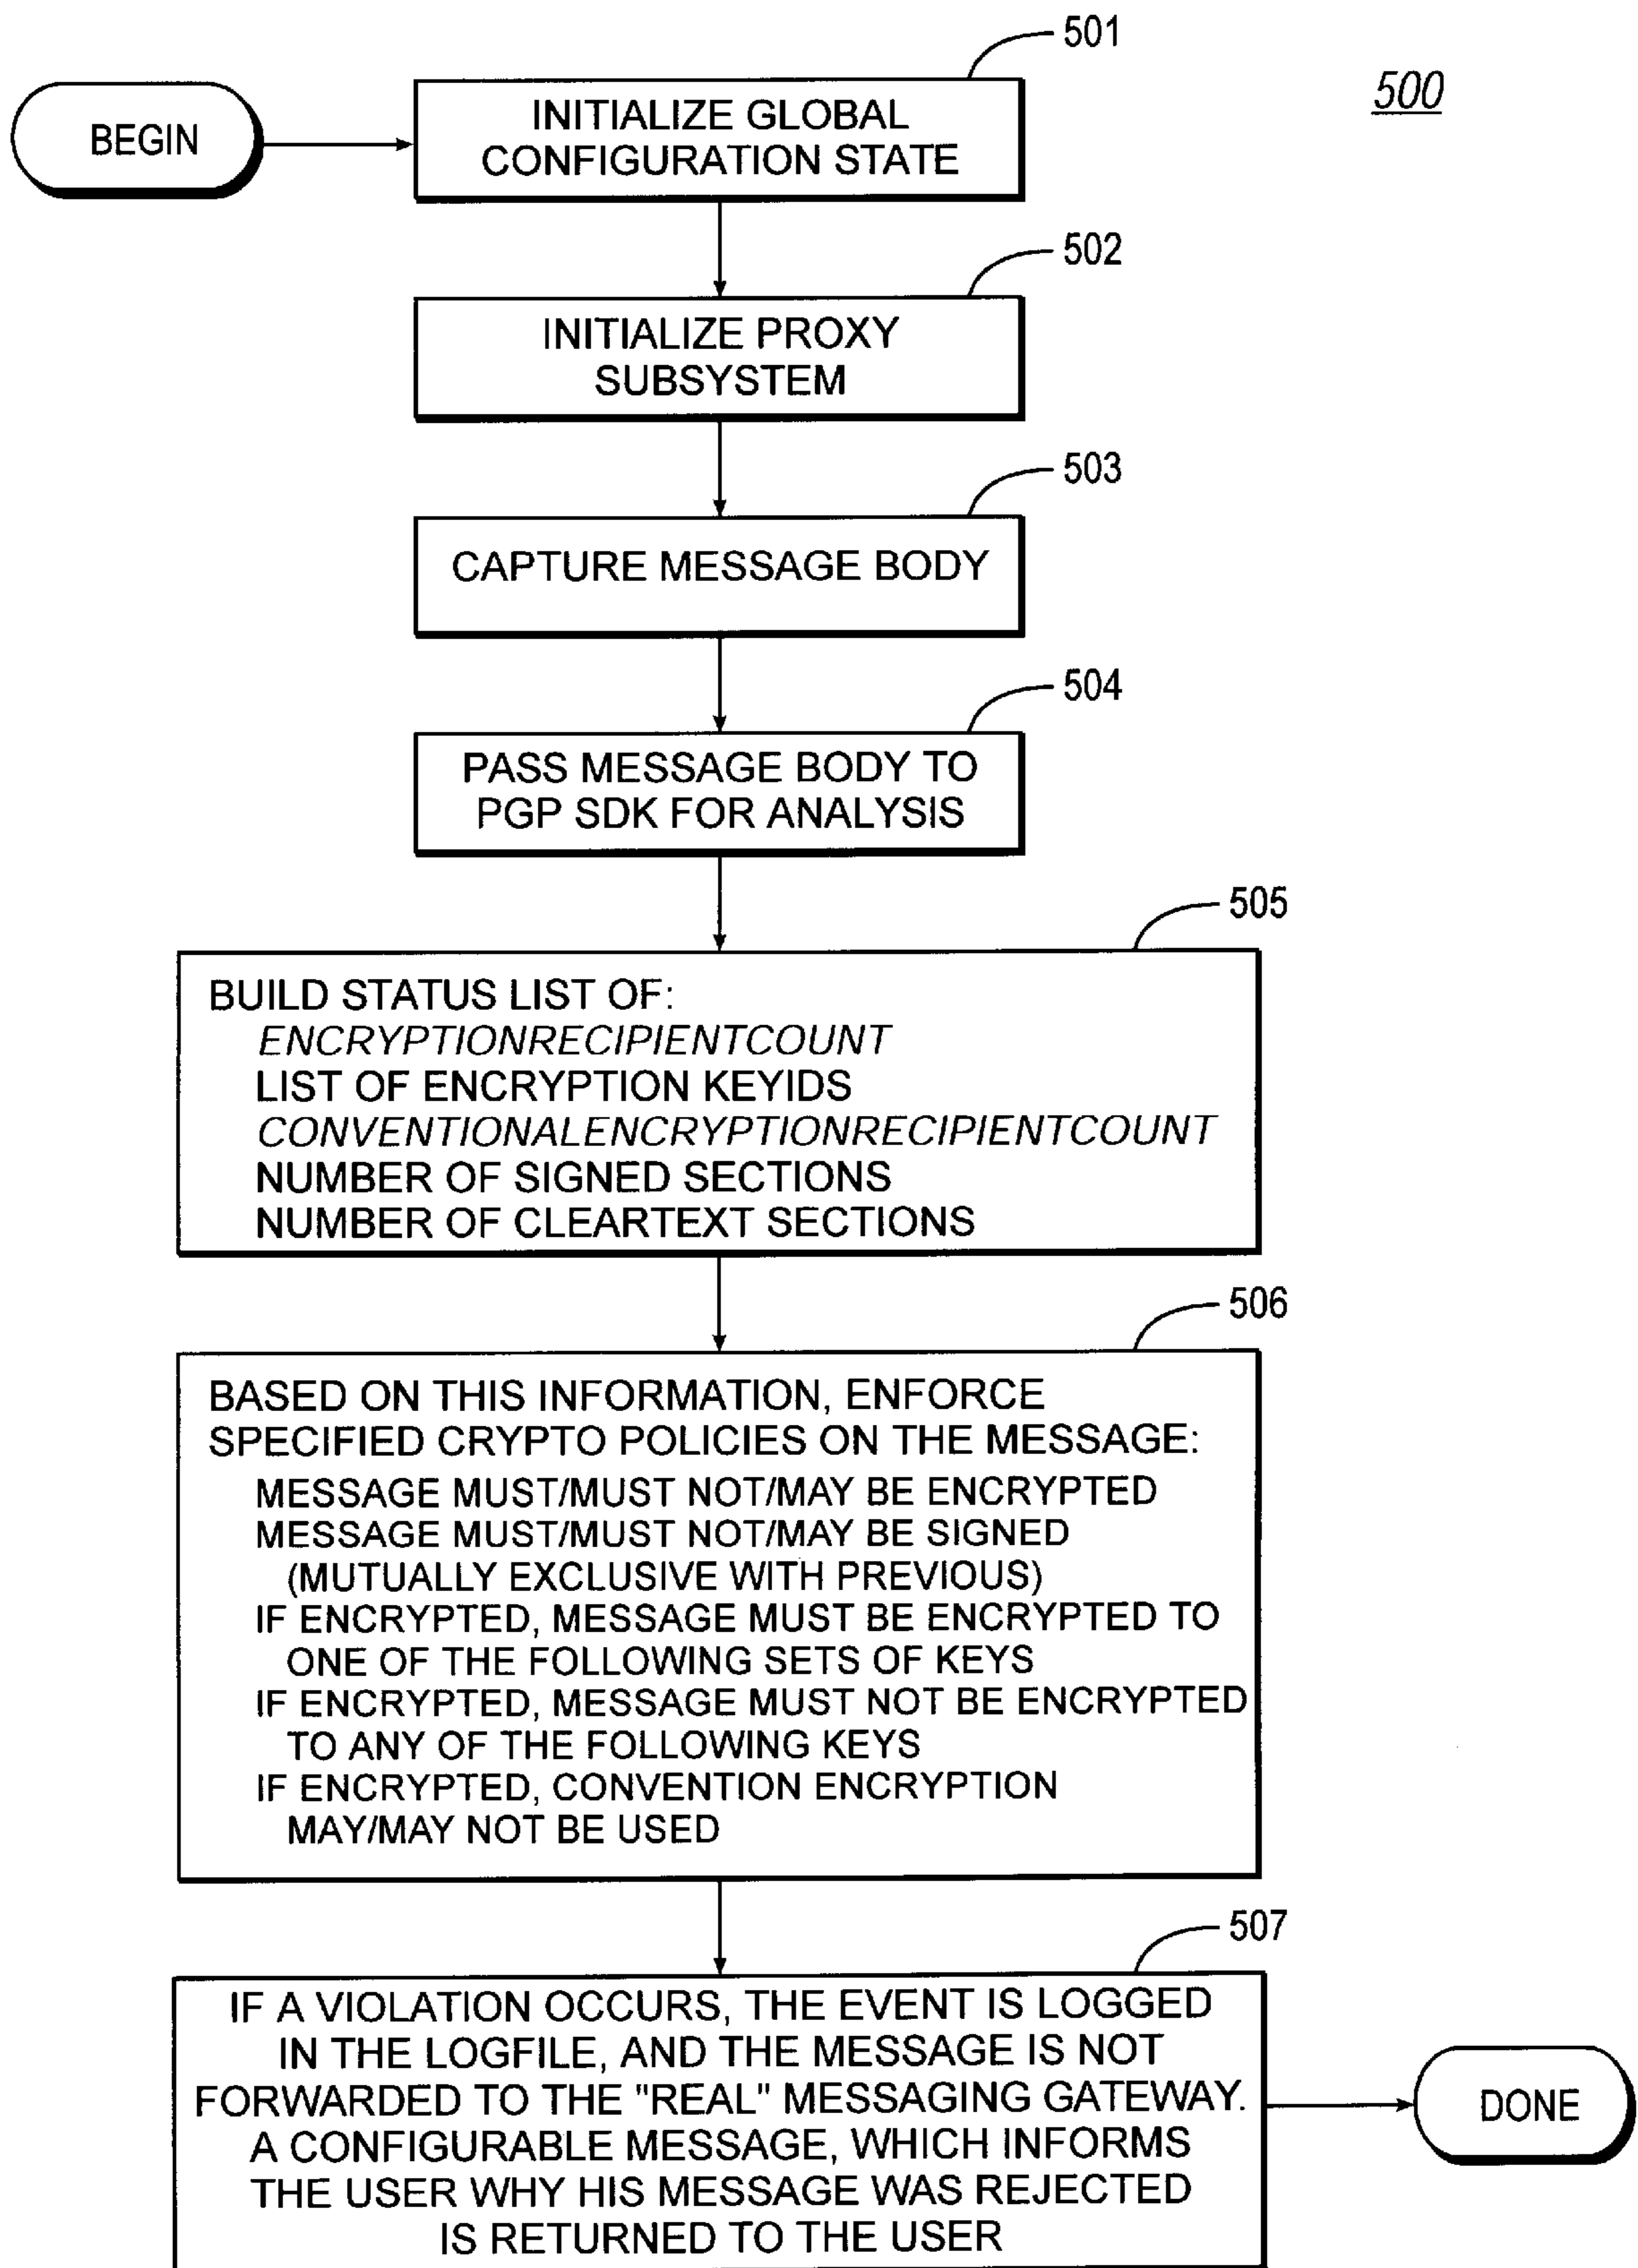 501
500
BEGIN
INITIALIZE GLOBAL
CONFIGURATION STATE
502
INITIALIZE PROXY
SUBSYSTEM
503
CAPTURE MESSAGE BODY
504
PASS MESSAGE BODY TO
PGP SDK FOR ANALYSIS
505
BUILD STATUS LIST OF:
ENCRYPTIONRECIPIENTCOUNT
LIST OF ENCRYPTION KEYIDS
CONVENTIONALENCRYPTIONRECIPIENTCOUNT
NUMBER OF SIGNED SECTIONS
NUMBER OF CLEARTEXT SECTIONS
506
BASED ON THIS INFORMATION, ENFORCE
SPECIFIED CRYPTO POLICIES ON THE MESSAGE:
MESSAGE MUST/MUST NOT/MAY BE ENCRYPTED
MESSAGE MUST/MUST NOT/MAY BE SIGNED
(MUTUALLY EXCLUSIVE WITH PREVIOUS)
IF ENCRYPTED, MESSAGE MUST BE ENCRYPTED TO
ONE OF THE FOLLOWING SETS OF KEYS
IF ENCRYPTED, MESSAGE MUST NOT BE ENCRYPTED
TO ANY OF THE FOLLOWING KEYS
IF ENCRYPTED, CONVENTION ENCRYPTION
MAY/MAY NOT BE USED
507
IF A VIOLATION OCCURS, THE EVENT IS LOGGED
IN THE LOGFILE, AND THE MESSAGE IS NOT
FORWARDED TO THE "REAL" MESSAGING GATEWAY.
A CONFIGURABLE MESSAGE, WHICH INFORMS
THE USER WHY HIS MESSAGE WAS REJECTED
IS RETURNED TO THE USER
DONE